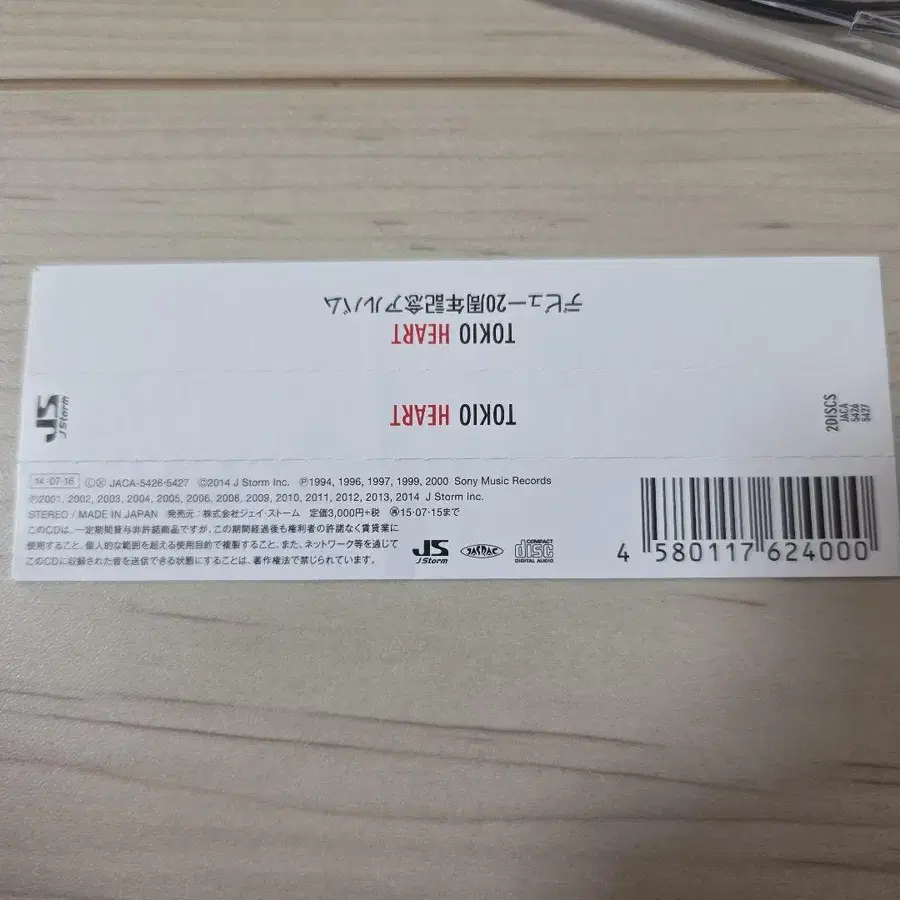 デビュー20周年記念アルバム
TOKIO HEART
TOKIO HEART
JS
J Storm
2DISCS
JACA
5426
5427
14·07·16 ⒸⓍ JACA-5426·5427 ©2014 J Storm Inc. ℗1994, 1996, 1997, 1999, 2000 Sony Music Records
℗2001, 2002, 2003, 2004, 2005, 2006, 2008, 2009, 2010, 2011, 2012, 2013, 2014 J Storm Inc.
STEREO / MADE IN JAPAN 発売元：株式会社ジェイ・ストーム 定価3,000円+税 ㊢15·07·15まで
このCDは、一定期間貸与非許諾商品ですが、この期間経過後も権利者の許諾なく賃貸業に
使用すること、個人的な範囲を超える使用目的で複製すること、また、ネットワーク等を通じて
このCDに収録された音を送信できる状態にすることは、著作権法で禁じられています。
JS
J Storm
JASRAC
COMPACT
disc
DIGITAL AUDIO
4 580117 624000